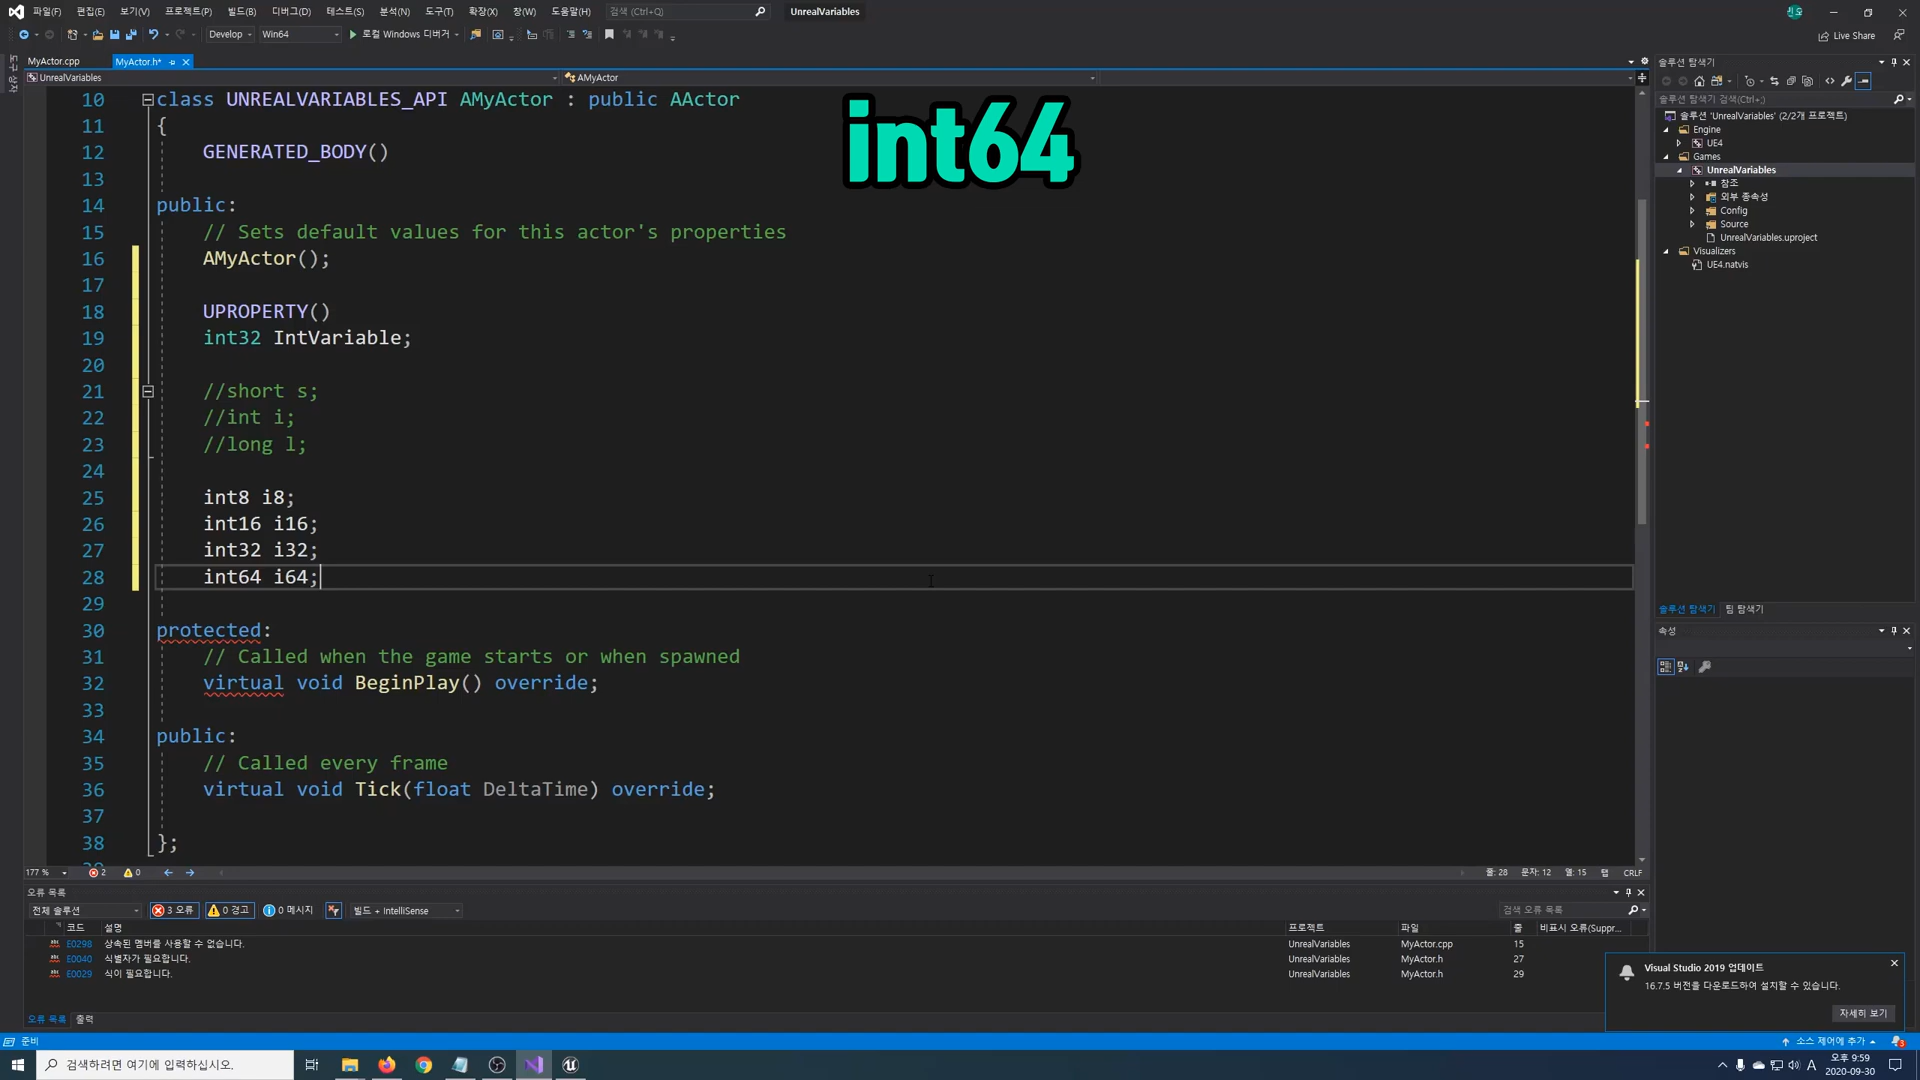 파일(F) 편집(E) 보기(V) 프로젝트(P) 빌드(B) 디버그(D) 테스트(S) 분석(N) 도구(T) 확장(X) 창(W) 도움말(H) 검색 (Ctrl+Q) UnrealVariables
Develop Win64 로컬 Windows 디버거 Live Share
MyActor.cpp MyActor.h*
UnrealVariables AMyActor
int64
10 class UNREALVARIABLES_API AMyActor : public AActor
11 {
12 GENERATED_BODY()
13
14 public:
15 // Sets default values for this actor's properties
16 AMyActor();
17
18 UPROPERTY()
19 int32 IntVariable;
20
21 //short s;
22 //int i;
23 //long l;
24
25 int8 i8;
26 int16 i16;
27 int32 i32;
28 int64 i64;
29
30 protected:
31 // Called when the game starts or when spawned
32 virtual void BeginPlay() override;
33
34 public:
35 // Called every frame
36 virtual void Tick(float DeltaTime) override;
37
38 };
177 % 2 0 줄: 28 문자: 12 열: 15 탭 CRLF
솔루션 탐색기
솔루션 탐색기 검색(Ctrl+;)
솔루션 'UnrealVariables' (2/2개 프로젝트)
Engine
UE4
Games
UnrealVariables
참조
외부 종속성
Config
Source
UnrealVariables.uproject
Visualizers
UE4.natvis
솔루션 탐색기 팀 탐색기
속성
오류 목록
전체 솔루션 3 오류 0 경고 0 메시지 빌드 + IntelliSense 검색 오류 목록
코드 설명 프로젝트 파일 줄 비표시 오류(Suppr...
E0298 상속된 멤버를 사용할 수 없습니다. UnrealVariables MyActor.cpp 15
E0040 식별자가 필요합니다. UnrealVariables MyActor.h 27
E0029 식이 필요합니다. UnrealVariables MyActor.h 29
오류 목록 출력
Visual Studio 2019 업데이트
16.7.5 버전을 다운로드하여 설치할 수 있습니다.
자세히 보기
준비 소스 제어에 추가
검색하려면 여기에 입력하십시오. A 오후 9:59
2020-09-30